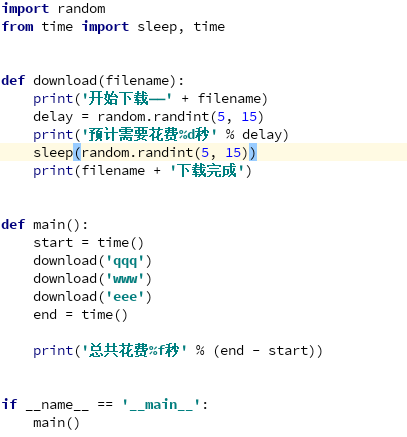 import random
from time import sleep, time
def download(filename):
    print('开始下载——' + filename)
    delay = random.randint(5, 15)
    print('预计需要花费%d秒' % delay)
    sleep(random.randint(5, 15))
    print(filename + '下载完成')
def main():
    start = time()
    download('qqq')
    download('www')
    download('eee')
    end = time()
    print('总共花费%f秒' % (end - start))
if __name__ == '__main__':
    main()